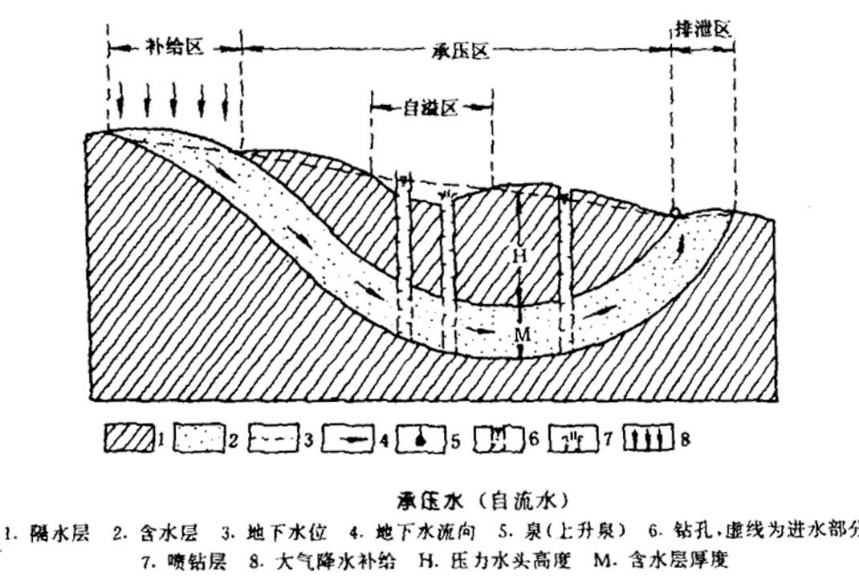 排泄区
补给区
承压区
自溢区
H
M
1 2 3 4 5 6 7 8
承压水（自流水）
1. 隔水层 2. 含水层 3. 地下水位 4. 地下水流向 5. 泉(上升泉) 6. 钻孔,虚线为进水部分
7. 喷钻层 8. 大气降水补给 H. 压力水头高度 M. 含水层厚度